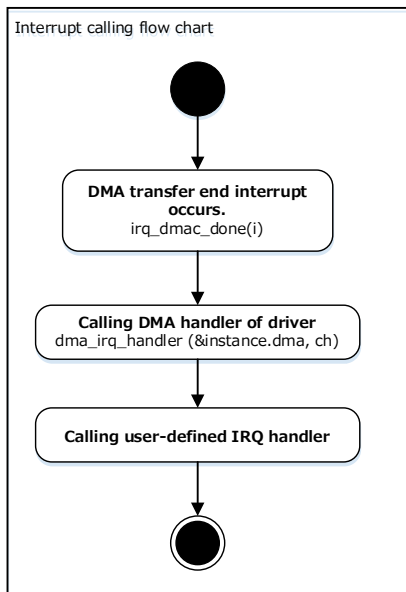 Interrupt calling flow chart
DMA transfer end interrupt
occurs.
irq_dmac_done(i)
Calling DMA handler of driver
dma_irq_handler (&instance.dma, ch)
Calling user-defined IRQ handler